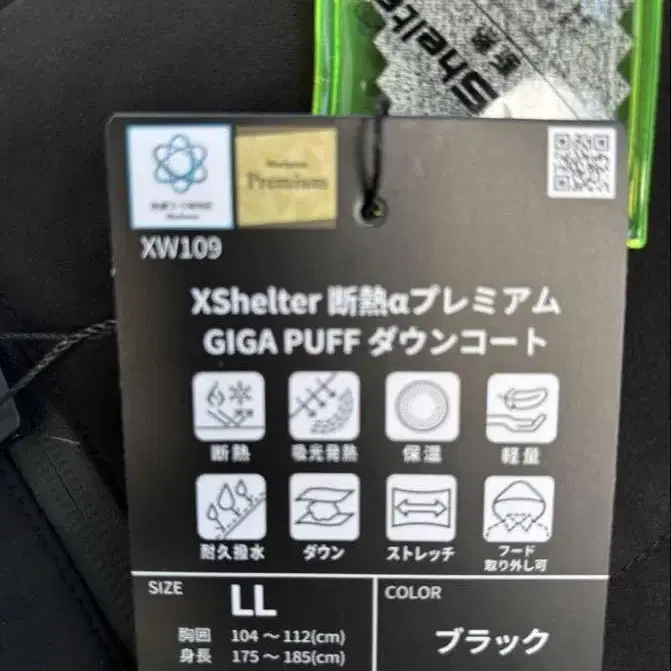 Shelter
断熱
Premium
XW109
XShelter 断熱αプレミアム
GIGA PUFF ダウンコート
断熱
吸光発熱
保温
軽量
耐久撥水
ダウン
ストレッチ
フード
取り外し可
SIZE
LL
胸囲 104 ～ 112(cm)
身長 175 ～ 185(cm)
COLOR
ブラック